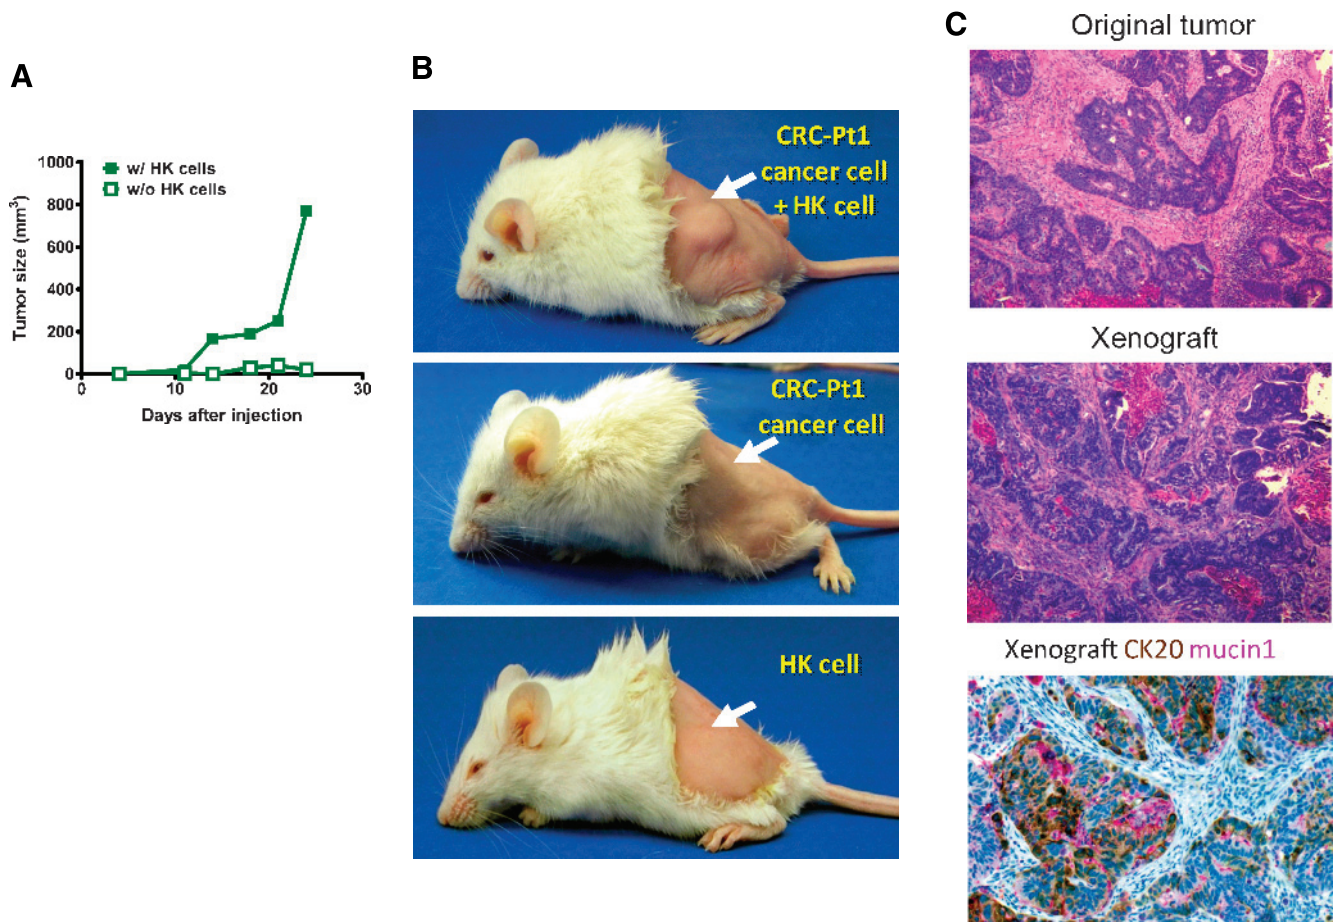 A
1000
800
600
400
200
0
0
10
20
30
Tumor size (mm³)
Days after injection
w/ HK cells
w/o HK cells
B
CRC-Pt1
cancer cell
+ HK cell
CRC-Pt1
cancer cell
HK cell
C
Original tumor
Xenograft
Xenograft CK20 mucin1